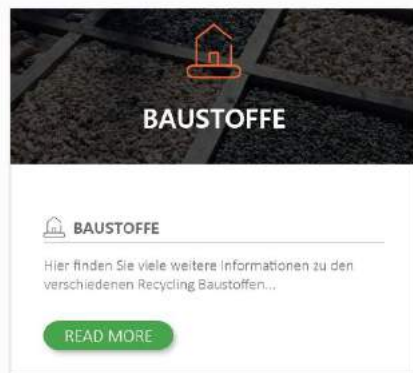 BAUSTOFFE
BAUSTOFFE
Hier finden Sie viele weitere Informationen zu den
verschiedenen Recycling Baustoffen...
READ MORE